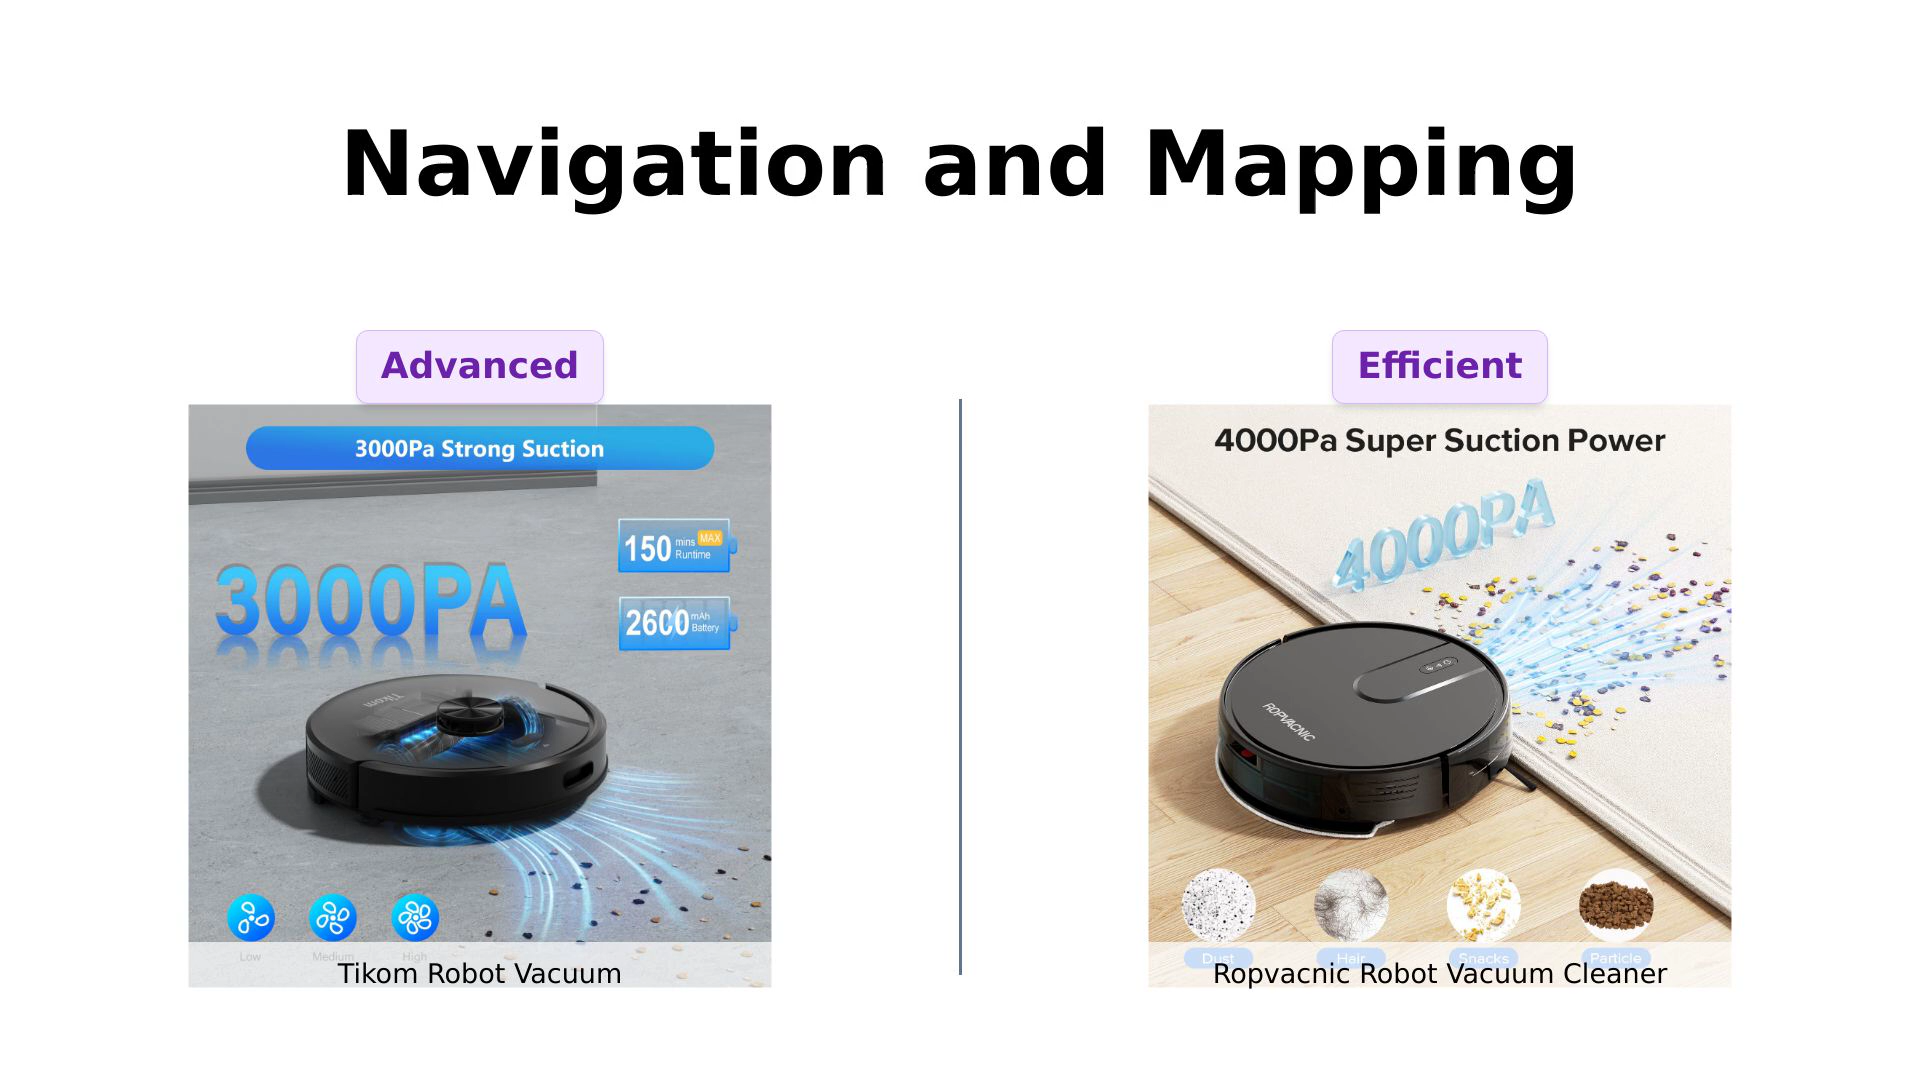 Navigation and Mapping
Advanced
3000Pa Strong Suction
150 mins MAX
Runtime
3000PA
2600 mAh
Battery
Tikom
Low Medium High
Tikom Robot Vacuum
Efficient
4000Pa Super Suction Power
4000PA
ROPVACNIC
Dust Hair Snacks Particle
Ropvacnic Robot Vacuum Cleaner